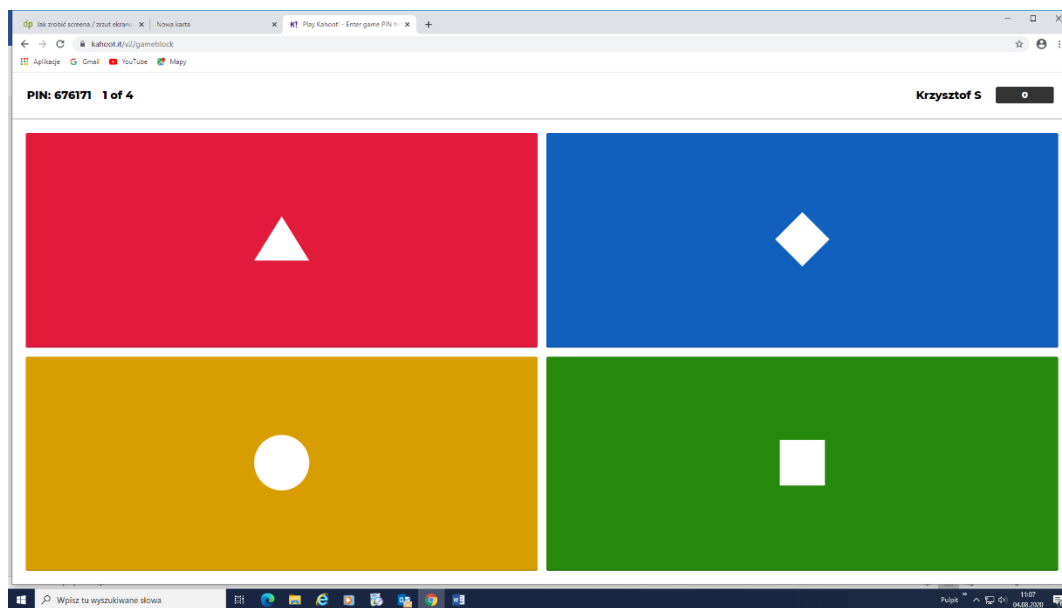 dp Jak zrobić screena / zrzut ekranu
Nowa karta
K! Play Kahoot! - Enter game PIN h
kahoot.it/v2/gameblock
Aplikacje G Gmail YouTube Mapy
PIN: 676171 1 of 4
Krzysztof S 0
Wpisz tu wyszukiwane słowa
Pulpit
11:07
04.08.2020